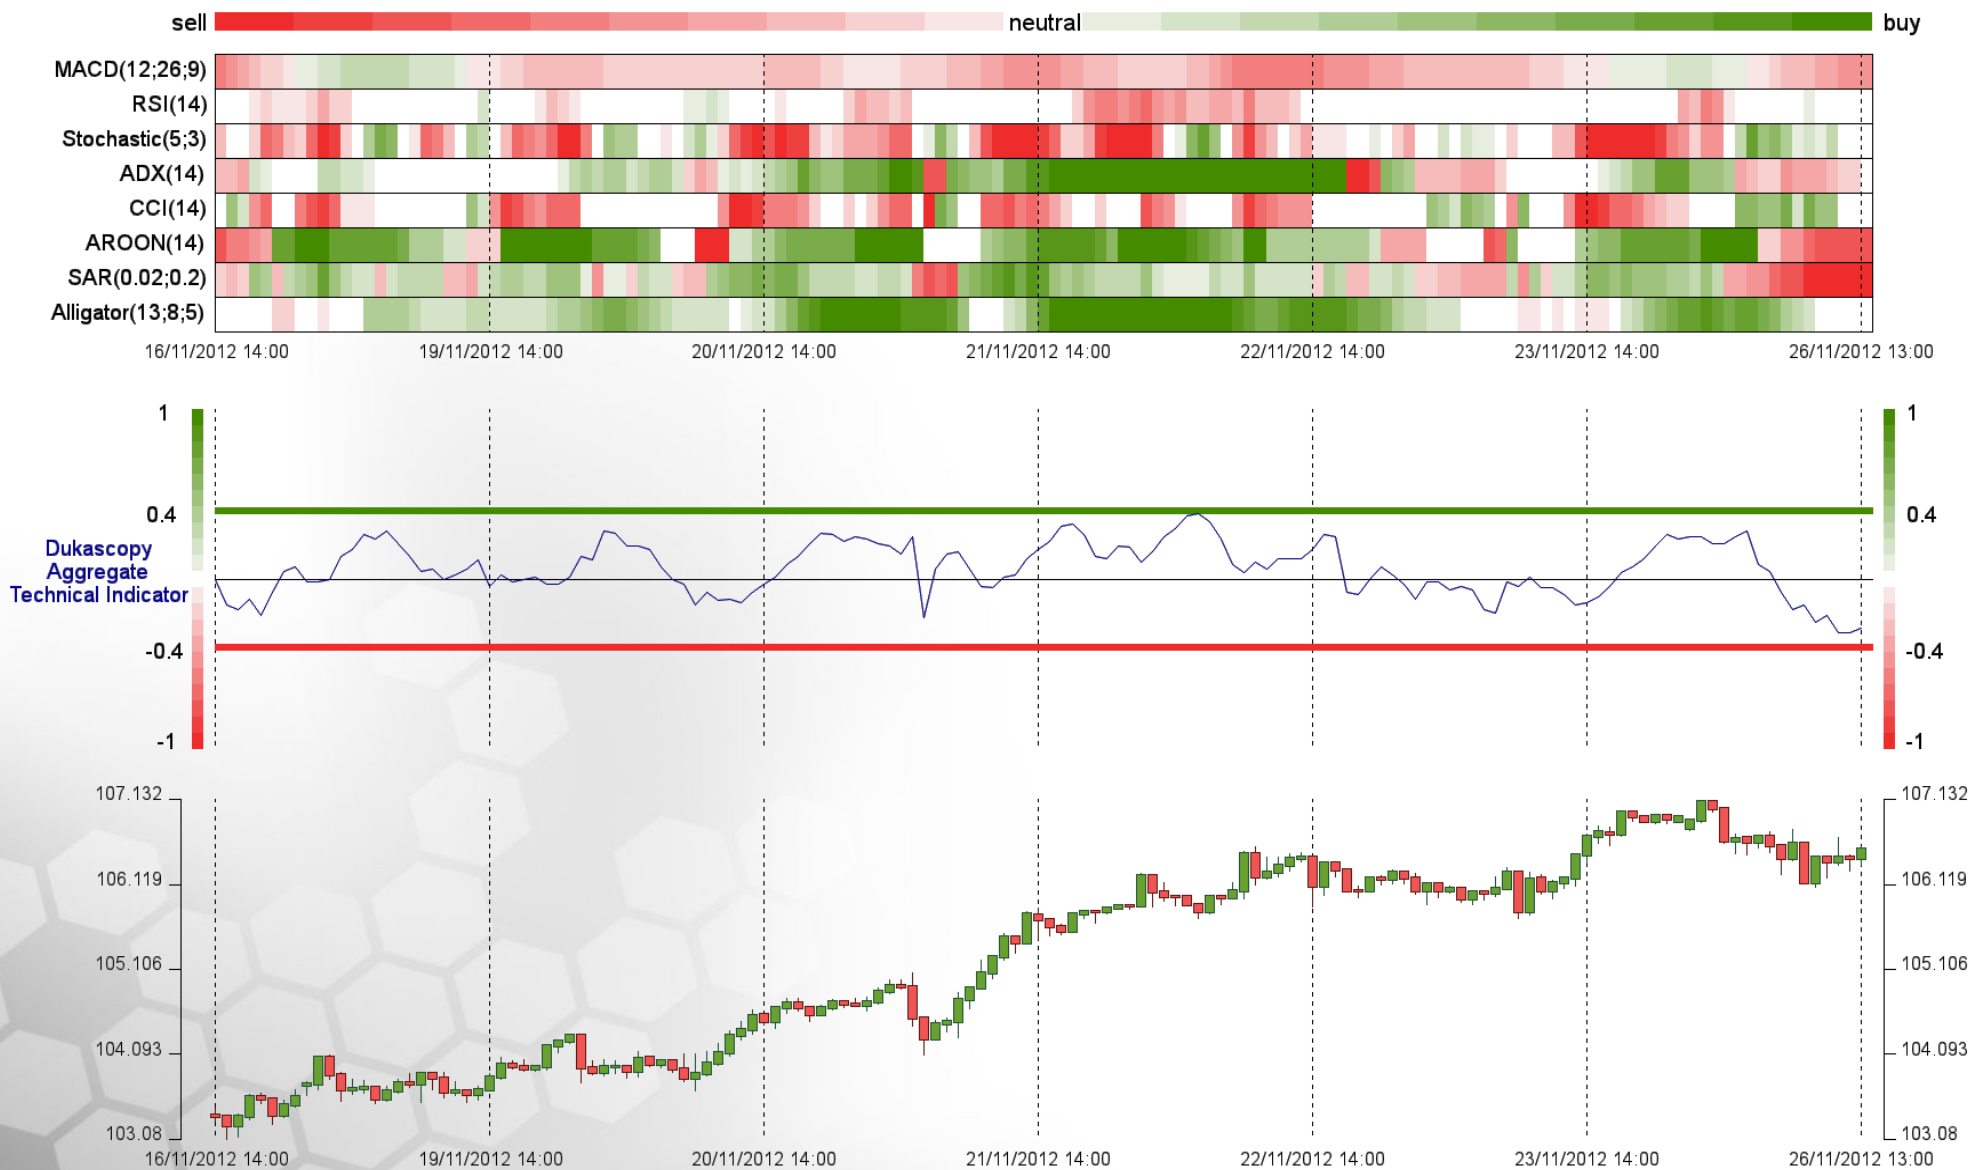 sell neutral buy
MACD(12;26;9)
RSI(14)
Stochastic(5;3)
ADX(14)
CCI(14)
AROON(14)
SAR(0.02;0.2)
Alligator(13;8;5)
16/11/2012 14:00 19/11/2012 14:00 20/11/2012 14:00 21/11/2012 14:00 22/11/2012 14:00 23/11/2012 14:00 26/11/2012 13:00
1 1
0.4 0.4
Dukascopy
Aggregate
Technical Indicator
-0.4 -0.4
-1 -1
107.132 107.132
106.119 106.119
105.106 105.106
104.093 104.093
103.08 103.08
16/11/2012 14:00 19/11/2012 14:00 20/11/2012 14:00 21/11/2012 14:00 22/11/2012 14:00 23/11/2012 14:00 26/11/2012 13:00